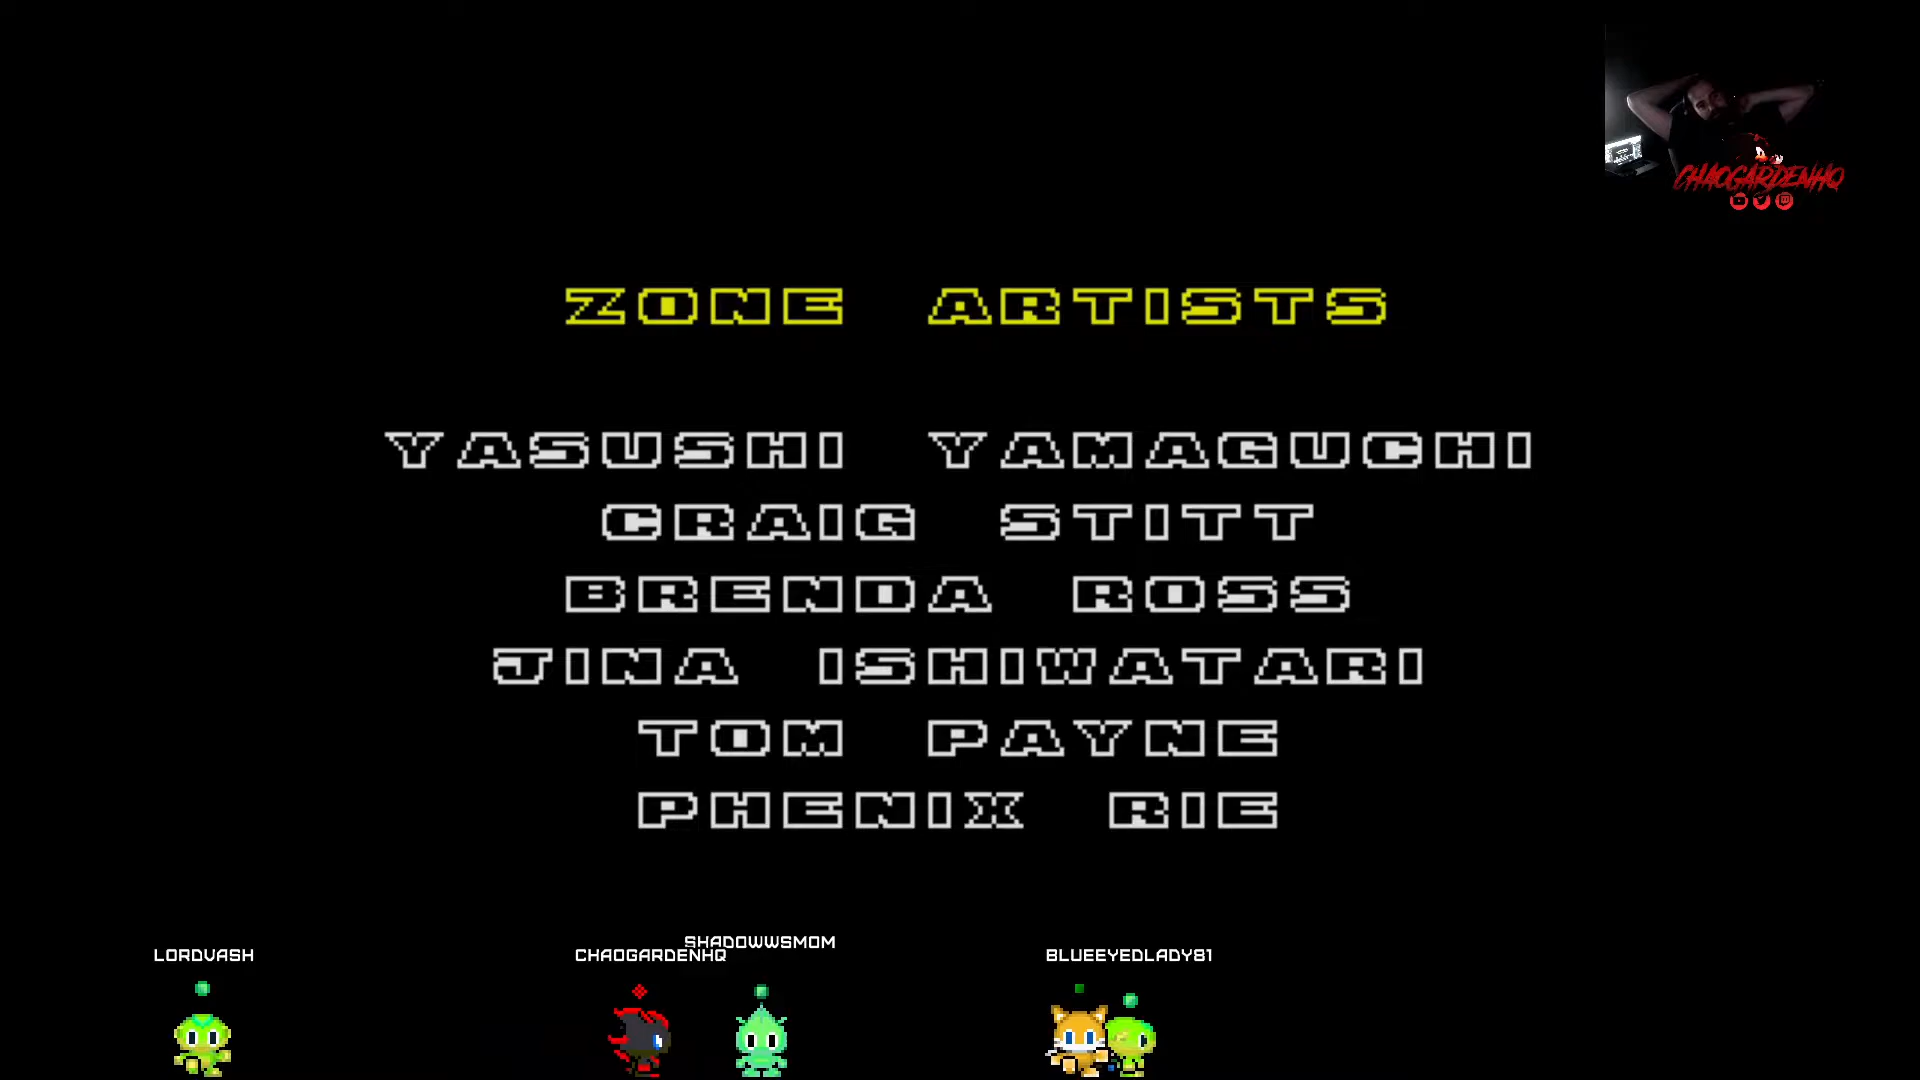 CHAOGARDENHQ
ZONE ARTISTS
YASUSHI YAMAGUCHI
CRAIG STITT
BRENDA ROSS
JINA ISHIWATARI
TOM PAYNE
PHENIX RIE
LORDVASH
CHAOGARDENHQ
SHADOWWSMOM
BLUEEYEDLADY81